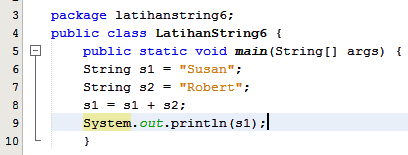 3 package latihanstring6;
4 public class LatihanString6 {
5 public static void main(String[] args) {
6 String s1 = "Susan";
7 String s2 = "Robert";
8 s1 = s1 + s2;
9 System.out.println(s1);
10 }